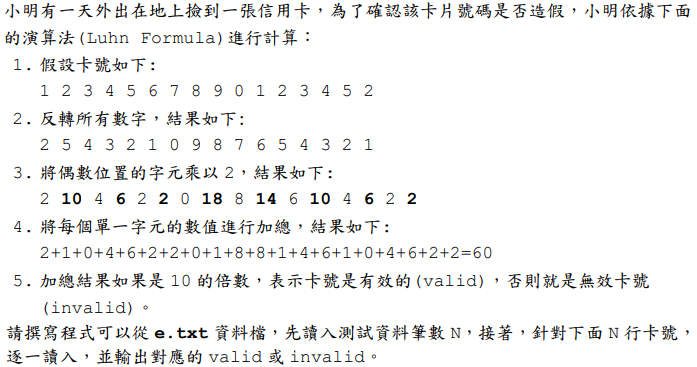 小明有一天外出在地上撿到一張信用卡，為了確認該卡片號碼是否造假，小明依據下面
的演算法(Luhn Formula)進行計算：
1. 假設卡號如下:
1 2 3 4 5 6 7 8 9 0 1 2 3 4 5 2
2. 反轉所有數字，結果如下:
2 5 4 3 2 1 0 9 8 7 6 5 4 3 2 1
3. 將偶數位置的字元乘以 2，結果如下:
2 10 4 6 2 2 0 18 8 14 6 10 4 6 2 2
4. 將每個單一字元的數值進行加總，結果如下:
2+1+0+4+6+2+2+0+1+8+8+1+4+6+1+0+4+6+2+2=60
5. 加總結果如果是 10 的倍數，表示卡號是有效的(valid)，否則就是無效卡號
(invalid)。
請撰寫程式可以從 e.txt 資料檔，先讀入測試資料筆數 N，接著，針對下面 N 行卡號，
逐一讀入，並輸出對應的 valid 或 invalid。